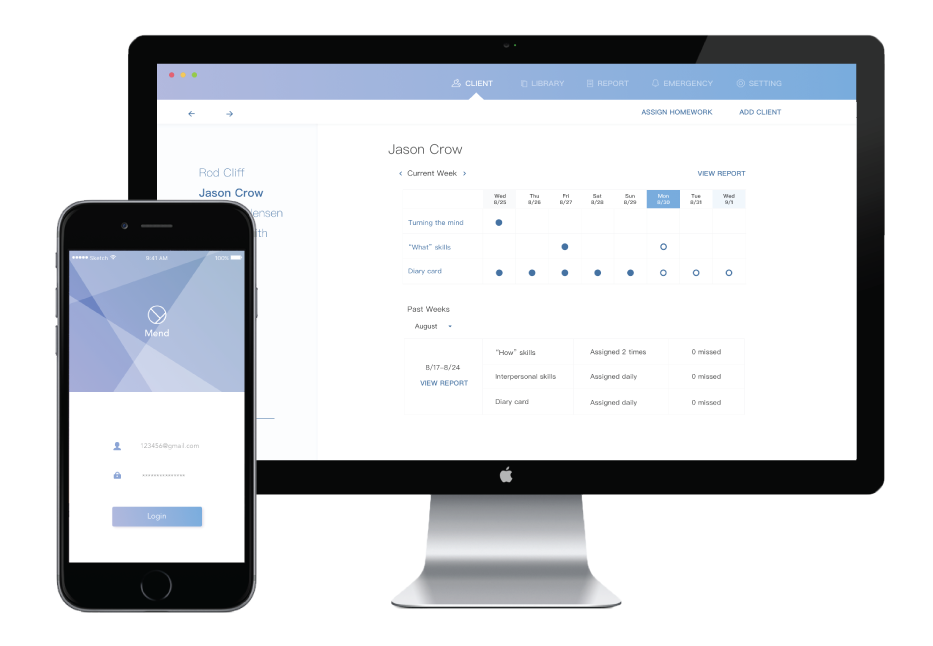 CLIENT
LIBRARY
REPORT
EMERGENCY
SETTING
ASSIGN HOMEWORK
ADD CLIENT
Rod Cliff
Jason Crow
Jason Crow
Current Week
VIEW REPORT
Wed Thu Fri Sat Sun Mon Tue Wed
8/25 8/26 8/27 8/28 8/29 8/30 8/31 9/1
Turning the mind
"What" skills
Diary card
Past Weeks
August
8/17-8/24
VIEW REPORT
"How" skills Assigned 2 times 0 missed
Interpersonal skills Assigned daily 0 missed
Diary card Assigned daily 0 missed
Sketch 9:41 AM 100%
Mend
123456@gmail.com
***************
Login